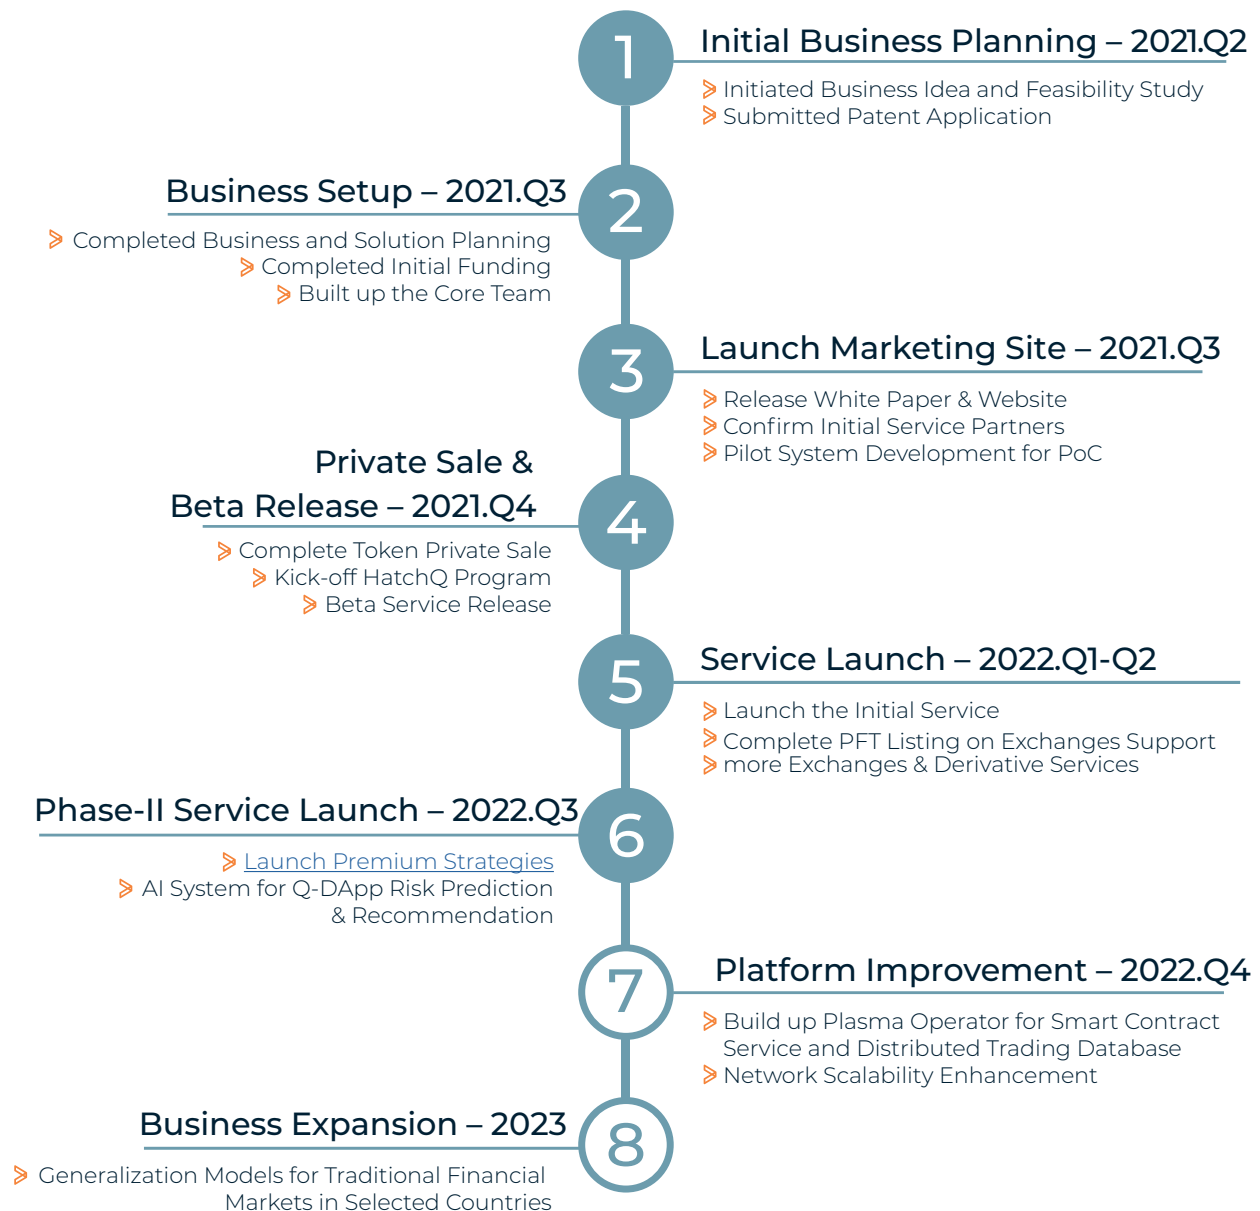 1
Initial Business Planning – 2021.Q2
Initiated Business Idea and Feasibility Study
Submitted Patent Application
2
Business Setup – 2021.Q3
Completed Business and Solution Planning
Completed Initial Funding
Built up the Core Team
3
Launch Marketing Site – 2021.Q3
Release White Paper & Website
Confirm Initial Service Partners
Pilot System Development for PoC
4
Private Sale &
Beta Release – 2021.Q4
Complete Token Private Sale
Kick-off HatchQ Program
Beta Service Release
5
Service Launch – 2022.Q1-Q2
Launch the Initial Service
Complete PFT Listing on Exchanges Support
more Exchanges & Derivative Services
6
Phase-II Service Launch – 2022.Q3
Launch Premium Strategies
AI System for Q-DApp Risk Prediction
& Recommendation
7
Platform Improvement – 2022.Q4
Build up Plasma Operator for Smart Contract
Service and Distributed Trading Database
Network Scalability Enhancement
8
Business Expansion – 2023
Generalization Models for Traditional Financial
Markets in Selected Countries